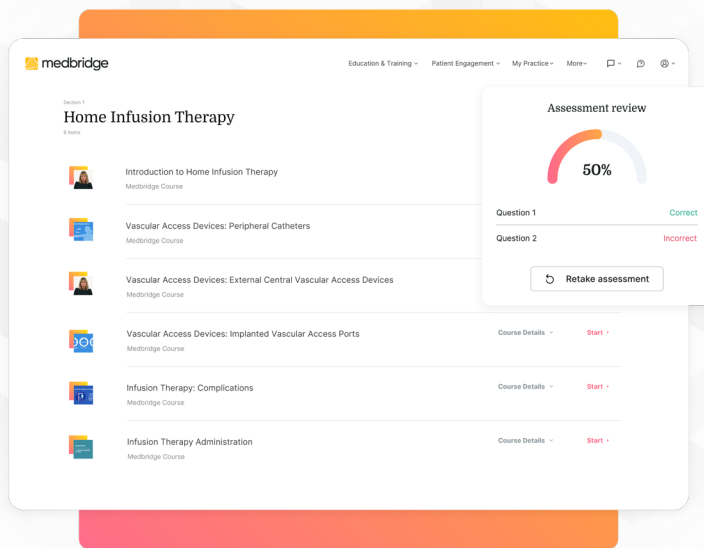 medbridge
Education & Training
Patient Engagement
My Practice
More
Section 1
Home Infusion Therapy
Introduction to Home Infusion Therapy
Medbridge Course
Vascular Access Devices: Peripheral Catheters
Medbridge Course
Vascular Access Devices: External Central Vascular Access Devices
Medbridge Course
Vascular Access Devices: Implanted Vascular Access Ports
Medbridge Course
Course Details
Start
Infusion Therapy: Complications
Medbridge Course
Course Details
Start
Infusion Therapy Administration
Medbridge Course
Course Details
Start
Assessment review
50%
Question 1
Correct
Question 2
Incorrect
Retake assessment